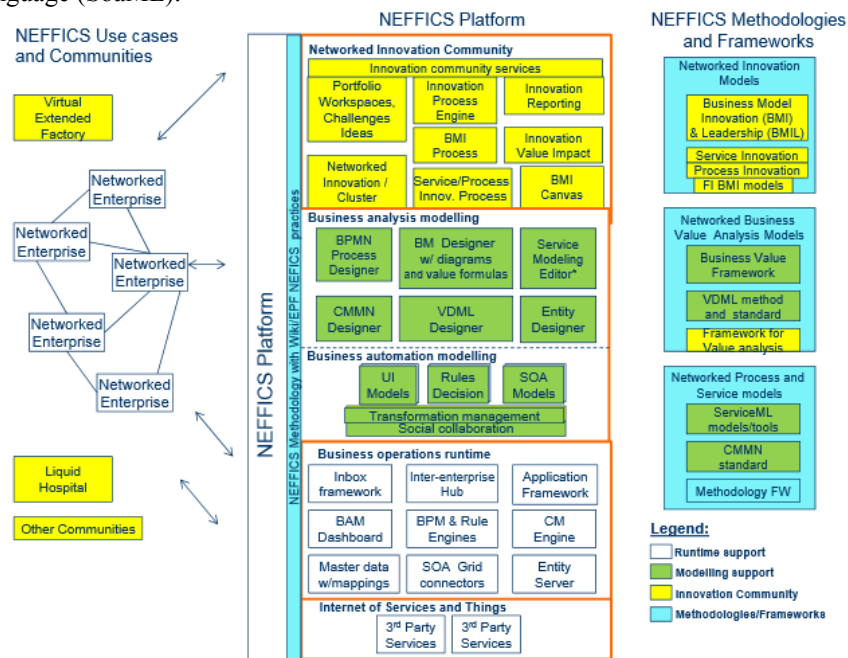 nguage (SoaML).
NEFFICS Use cases
and Communities
Virtual
Extended
Factory
Networked
Enterprise
Networked
Enterprise
Networked
Enterprise
Networked
Enterprise
Networked
Enterprise
Liquid
Hospital
Other Communities
NEFFICS Platform
NEFFICS Platform
NEFFICS Methodology with Wiki/EPF NEFICS practices
Networked Innovation Community
Innovation community services
Portfolio
Workspaces,
Challenges
Ideas
Innovation
Process
Engine
Innovation
Reporting
BMI
Process
Innovation
Value Impact
Networked
Innovation /
Cluster
Service/Process
Innov. Process
BMI
Canvas
Business analysis modelling
BPMN
Process
Designer
BM Designer
w/ diagrams
and value formulas
Service
Modeling
Editor*
CMMN
Designer
VDML
Designer
Entity
Designer
Business automation modelling
UI
Models
Rules
Decision
SOA
Models
Transformation management
Social collaboration
Business operations runtime
Inbox
framework
Inter-enterprise
Hub
Application
Framework
BAM
Dashboard
BPM & Rule
Engines
CM
Engine
Master data
w/mappings
SOA Grid
connectors
Entity
Server
Internet of Services and Things
3rd Party
Services
3rd Party
Services
NEFFICS Methodologies
and Frameworks
Networked Innovation
Models
Business Model
Innovation (BMI)
& Leadership (BMIL)
Service Innovation
Process Innovation
FI BMI models
Networked Business
Value Analysis Models
Business Value
Framework
VDML method
and standard
Framework for
Value analysis
Networked Process and
Service models
ServiceML
models/tools
CMMN
standard
Methodology FW
Legend:
Runtime support
Modelling support
Innovation Community
Methodologies/Frameworks